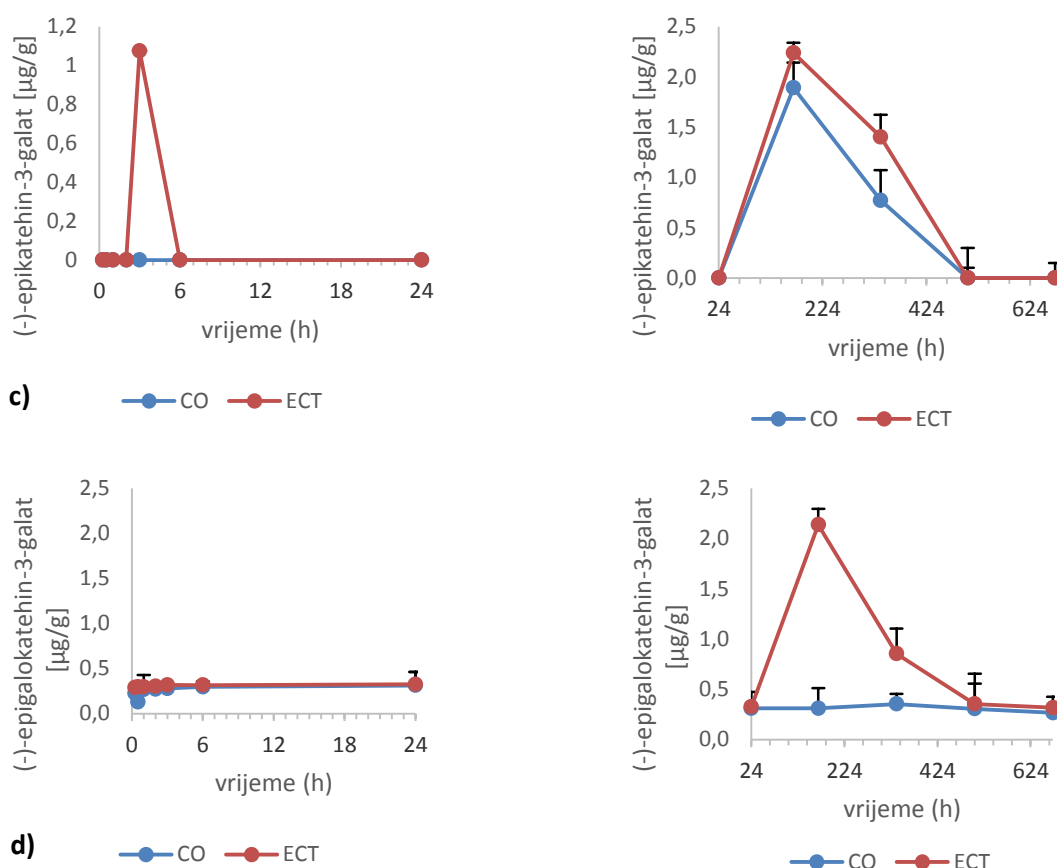 (-)-epikatehin-3-galat [µg/g]
1,2
1
0,8
0,6
0,4
0,2
0
0 6 12 18 24
vrijeme (h)
c)
CO ECT
(-)-epikatehin-3-galat [µg/g]
2,5
2,0
1,5
1,0
0,5
0,0
24 224 424 624
vrijeme (h)
CO ECT
(-)-epigalokatehin-3-galat
[µg/g]
2,5
2,0
1,5
1,0
0,5
0,0
0 6 24
vrijeme (h)
d)
CO ECT
(-)-epigalokatehin-3-galat
[µg/g]
2,5
2,0
1,5
1,0
0,5
0,0
24 224 424 624
vrijeme (h)
CO ECT